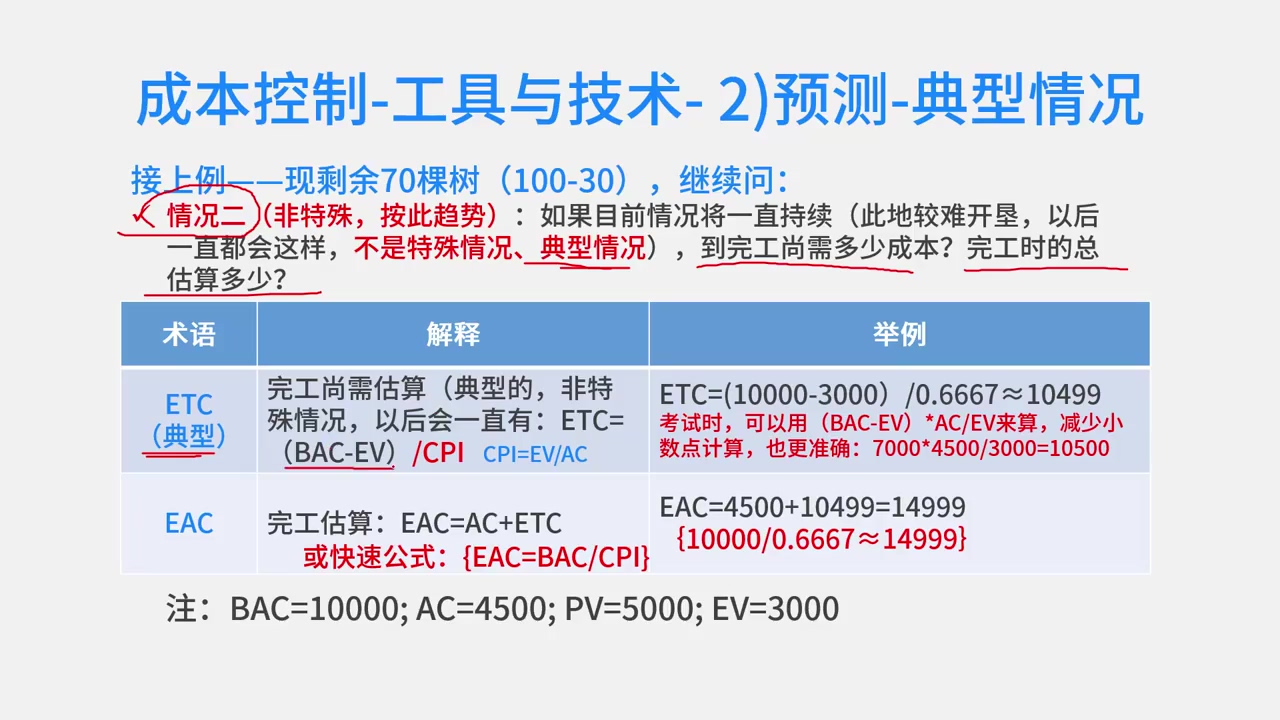 成本控制-工具与技术- 2)预测-典型情况
接上例——现剩余70棵树（100-30），继续问：
✓ 情况二（非特殊，按此趋势）：如果目前情况将一直持续（此地较难开垦，以后
一直都会这样，不是特殊情况、典型情况），到完工尚需多少成本？完工时的总
估算多少？
术语
解释
举例
ETC
（典型）
完工尚需估算（典型的，非特
殊情况，以后会一直有：ETC=
（BAC-EV）/CPI CPI=EV/AC
ETC=(10000-3000）/0.6667≈10499
考试时，可以用（BAC-EV）*AC/EV来算，减少小
数点计算，也更准确：7000*4500/3000=10500
EAC
完工估算：EAC=AC+ETC
或快速公式：{EAC=BAC/CPI}
EAC=4500+10499=14999
{10000/0.6667≈14999}
注：BAC=10000; AC=4500; PV=5000; EV=3000